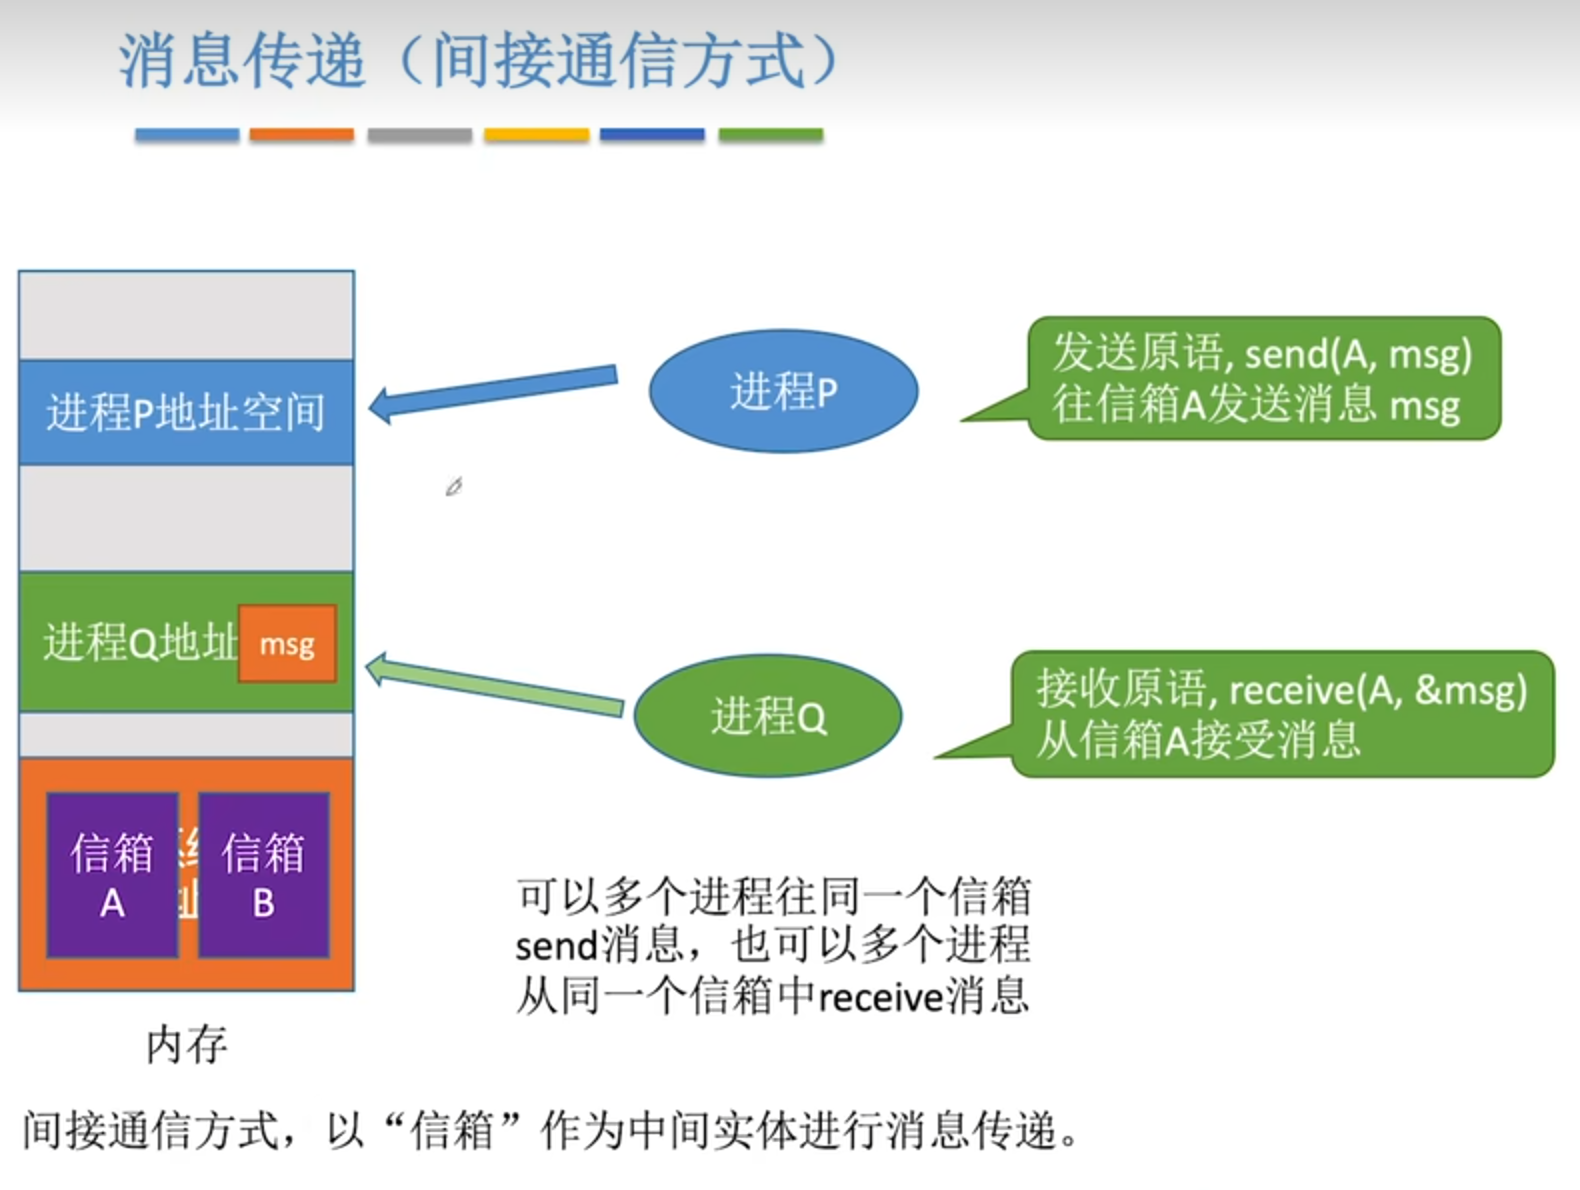 消息传递（间接通信方式）
进程P地址空间
进程P
发送原语, send(A, msg)
往信箱A发送消息 msg
进程Q地址
msg
进程Q
接收原语, receive(A, &msg)
从信箱A接受消息
信箱
A
信箱
B
可以多个进程往同一个信箱
send消息，也可以多个进程
从同一个信箱中receive消息
内存
间接通信方式，以“信箱”作为中间实体进行消息传递。